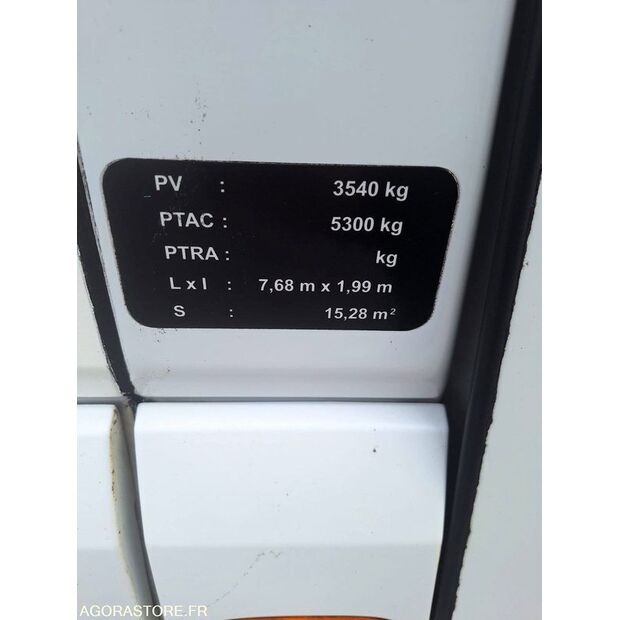 PV : 3540 kg
PTAC : 5300 kg
PTRA : kg
L x l : 7,68 m x 1,99 m
S : 15,28 m²
AGORASTORE.FR